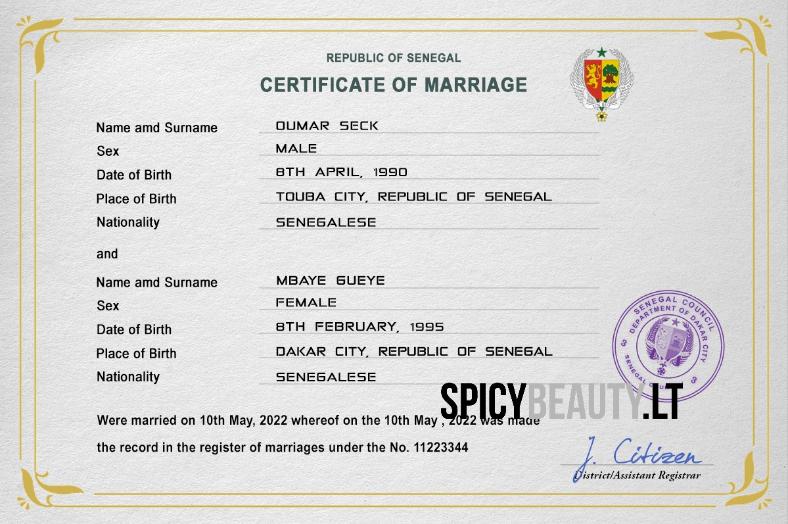 REPUBLIC OF SENEGAL
CERTIFICATE OF MARRIAGE
Name amd Surname OUMAR SECK
Sex MALE
Date of Birth 8TH APRIL, 1990
Place of Birth TOUBA CITY, REPUBLIC OF SENEGAL
Nationality SENEGALESE
and
Name amd Surname MBAYE GUEYE
Sex FEMALE
Date of Birth 8TH FEBRUARY, 1995
Place of Birth DAKAR CITY, REPUBLIC OF SENEGAL
Nationality SENEGALESE
SENEGAL COUNCIL
DEPARTMENT OF DAKAR CITY
SENEGAL
SPICYBEAUTY.LT
Were married on 10th May, 2022 whereof on the 10th May , 2022 was made
the record in the register of marriages under the No. 11223344
J. Citizen
District/Assistant Registrar